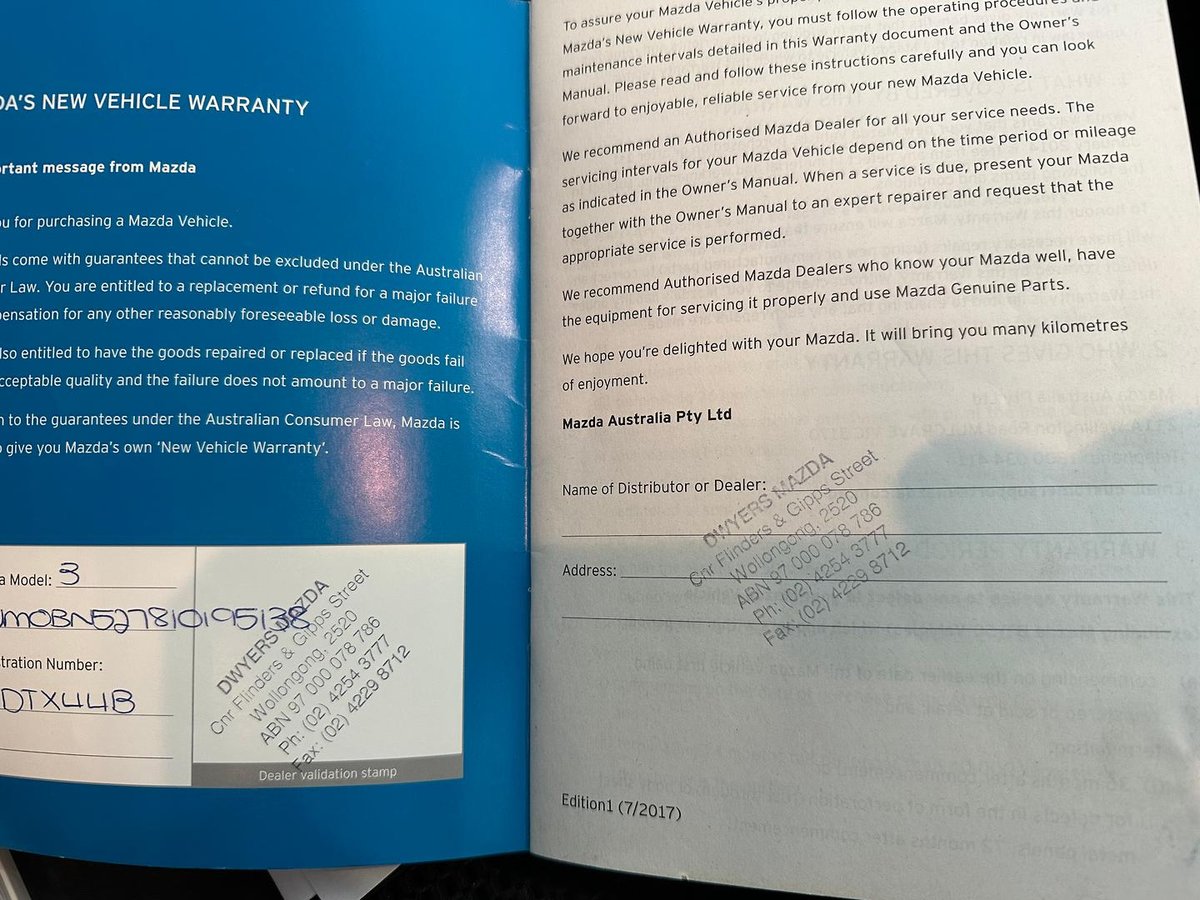 DA'S NEW VEHICLE WARRANTY
ortant message from Mazda
ou for purchasing a Mazda Vehicle.
ds come with guarantees that cannot be excluded under the Australian
r Law. You are entitled to a replacement or refund for a major failure
pensation for any other reasonably foreseeable loss or damage.
lso entitled to have the goods repaired or replaced if the goods fail
cceptable quality and the failure does not amount to a major failure.
n to the guarantees under the Australian Consumer Law, Mazda is
o give you Mazda's own 'New Vehicle Warranty'.
a Model: 3
MOBN527810195138
tration Number:
DTX44B
DWYERS MAZDA
Cnr Flinders & Gipps Street
Wollongong, 2520
ABN 97 000 078 786
Ph: (02) 4254 3777
Fax: (02) 4229 8712
Dealer validation stamp
To assure your Mazda Vehicle's
Mazda's New Vehicle Warranty, you must follow the operating procedures and
maintenance intervals detailed in this Warranty document and the Owner's
Manual. Please read and follow these instructions carefully and you can look
forward to enjoyable, reliable service from your new Mazda Vehicle.
We recommend an Authorised Mazda Dealer for all your service needs. The
servicing intervals for your Mazda Vehicle depend on the time period or mileage
as indicated in the Owner's Manual. When a service is due, present your Mazda
together with the Owner's Manual to an expert repairer and request that the
appropriate service is performed.
We recommend Authorised Mazda Dealers who know your Mazda well, have
the equipment for servicing it properly and use Mazda Genuine Parts.
We hope you're delighted with your Mazda. It will bring you many kilometres
of enjoyment.
Mazda Australia Pty Ltd
Name of Distributor or Dealer:
Address:
DWYERS MAZDA
Cnr Flinders & Gipps Street
Wollongong, 2520
ABN 97 000 078 786
Ph: (02) 4254 3777
Fax: (02) 4229 8712
Edition1 (7/2017)